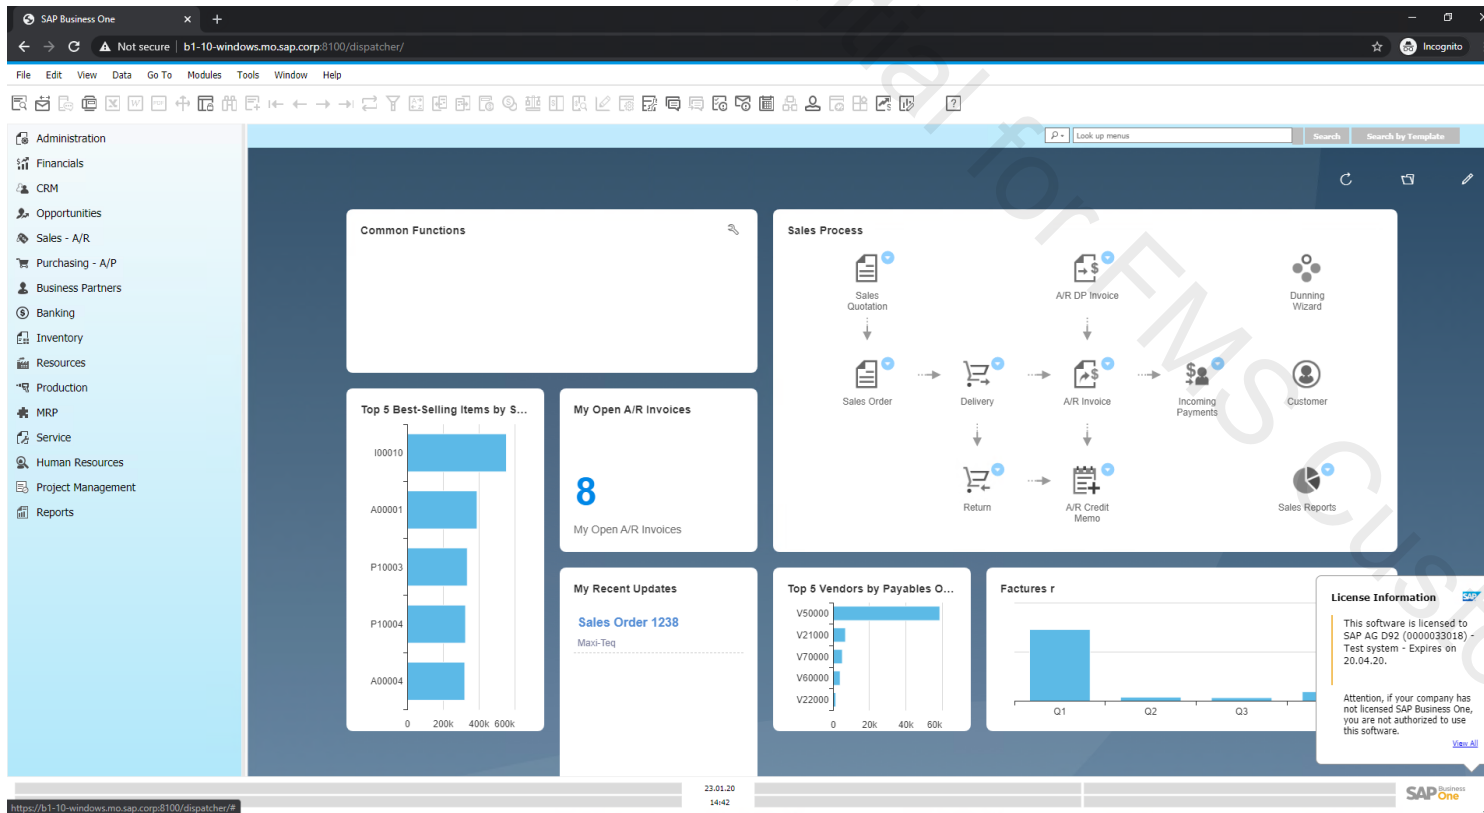 SAP Business One
Not secure | b1-10-windows.mo.sap.corp:8100/dispatcher/
Incognito
File Edit View Data Go To Modules Tools Window Help
Administration
Financials
CRM
Opportunities
Sales - A/R
Purchasing - A/P
Business Partners
Banking
Inventory
Resources
Production
MRP
Service
Human Resources
Project Management
Reports
Look up menus
Search
Search by Template
Common Functions
Sales Process
Sales
Quotation
A/R DP Invoice
Dunning
Wizard
Sales Order
Delivery
A/R Invoice
Incoming
Payments
Customer
Return
A/R Credit
Memo
Sales Reports
Top 5 Best-Selling Items by S...
I00010
A00001
P10003
P10004
A00004
0 200k 400k 600k
My Open A/R Invoices
8
My Open A/R Invoices
My Recent Updates
Sales Order 1238
Maxi-Teq
Top 5 Vendors by Payables O...
V50000
V21000
V70000
V60000
V22000
0 20k 40k 60k
Factures r
Q1 Q2 Q3
License Information
SAP
This software is licensed to
SAP AG D92 (0000033018) -
Test system - Expires on
20.04.20.
Attention, if your company has
not licensed SAP Business One,
you are not authorized to use
this software.
View All
23.01.20
14:42
https://b1-10-windows.mo.sap.corp:8100/dispatcher/#
SAP Business One
tial for FMS Custo